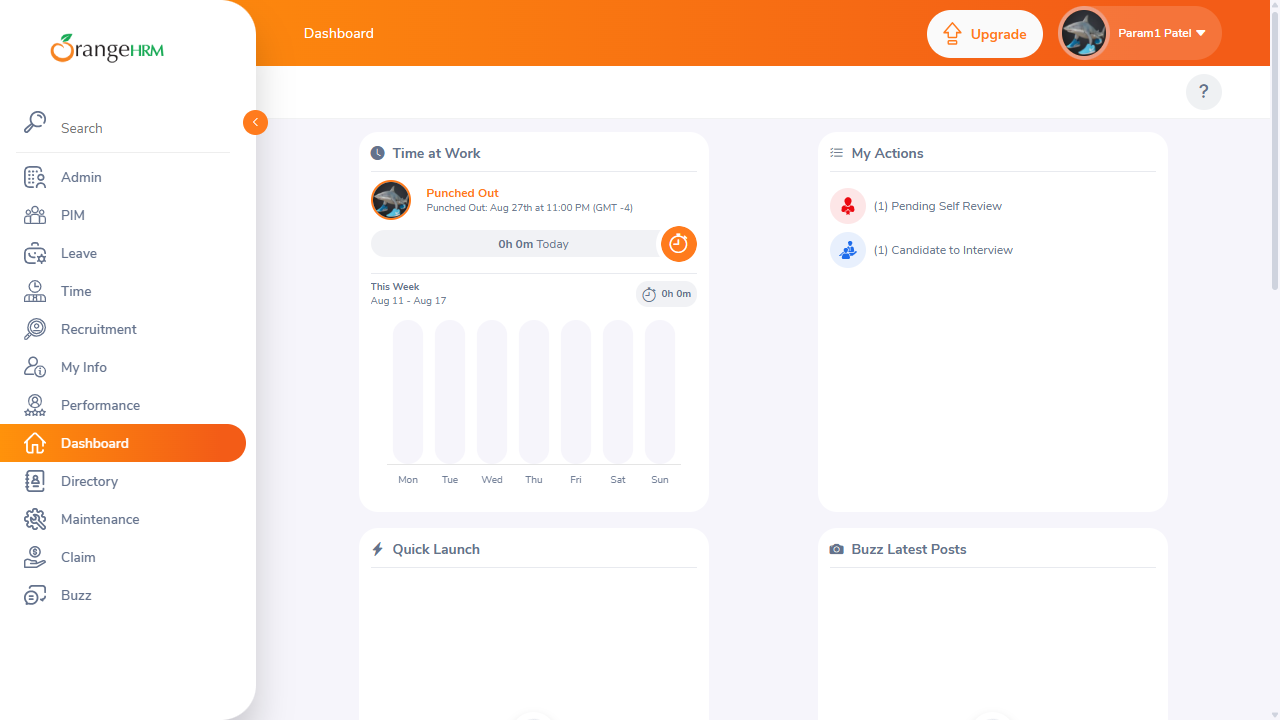 OrangeHRM
Dashboard
Upgrade
Param1 Patel
?
Search
Admin
PIM
Leave
Time
Recruitment
My Info
Performance
Dashboard
Directory
Maintenance
Claim
Buzz
Time at Work
Punched Out
Punched Out: Aug 27th at 11:00 PM (GMT -4)
0h 0m Today
This Week
Aug 11 - Aug 17
0h 0m
Mon Tue Wed Thu Fri Sat Sun
My Actions
(1) Pending Self Review
(1) Candidate to Interview
Quick Launch
Buzz Latest Posts